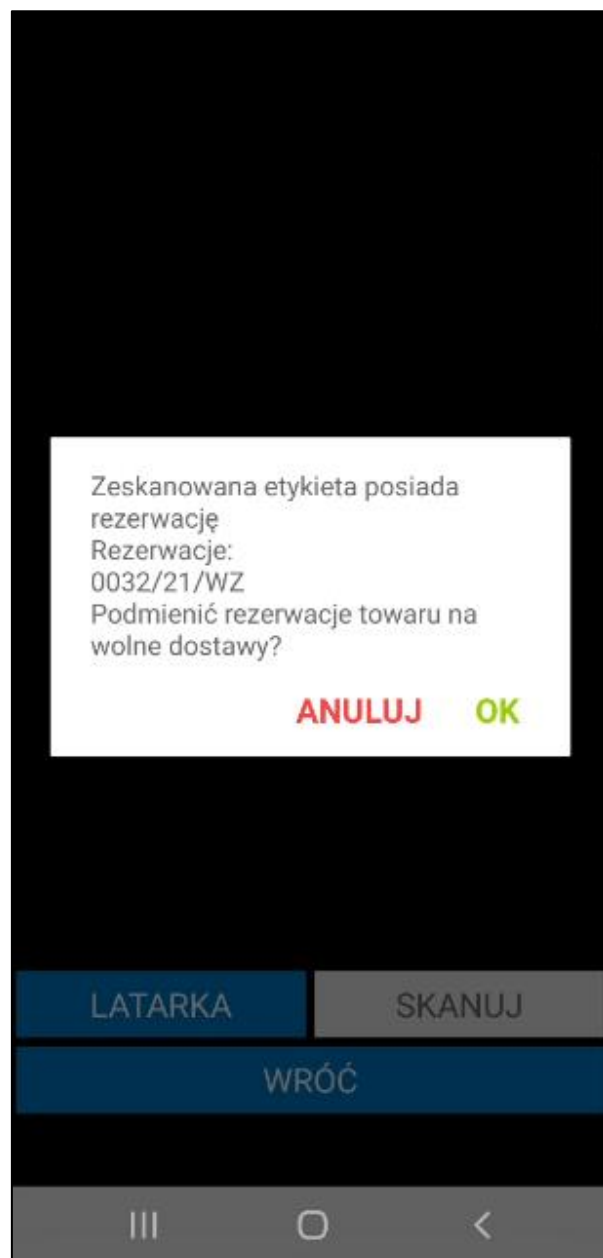 Zeskanowana etykieta posiada
rezerwację
Rezerwacje:
0032/21/WZ
Podmienić rezerwacje towaru na
wolne dostawy?
ANULUJ OK
LATARKA SKANUJ
WRÓĆ